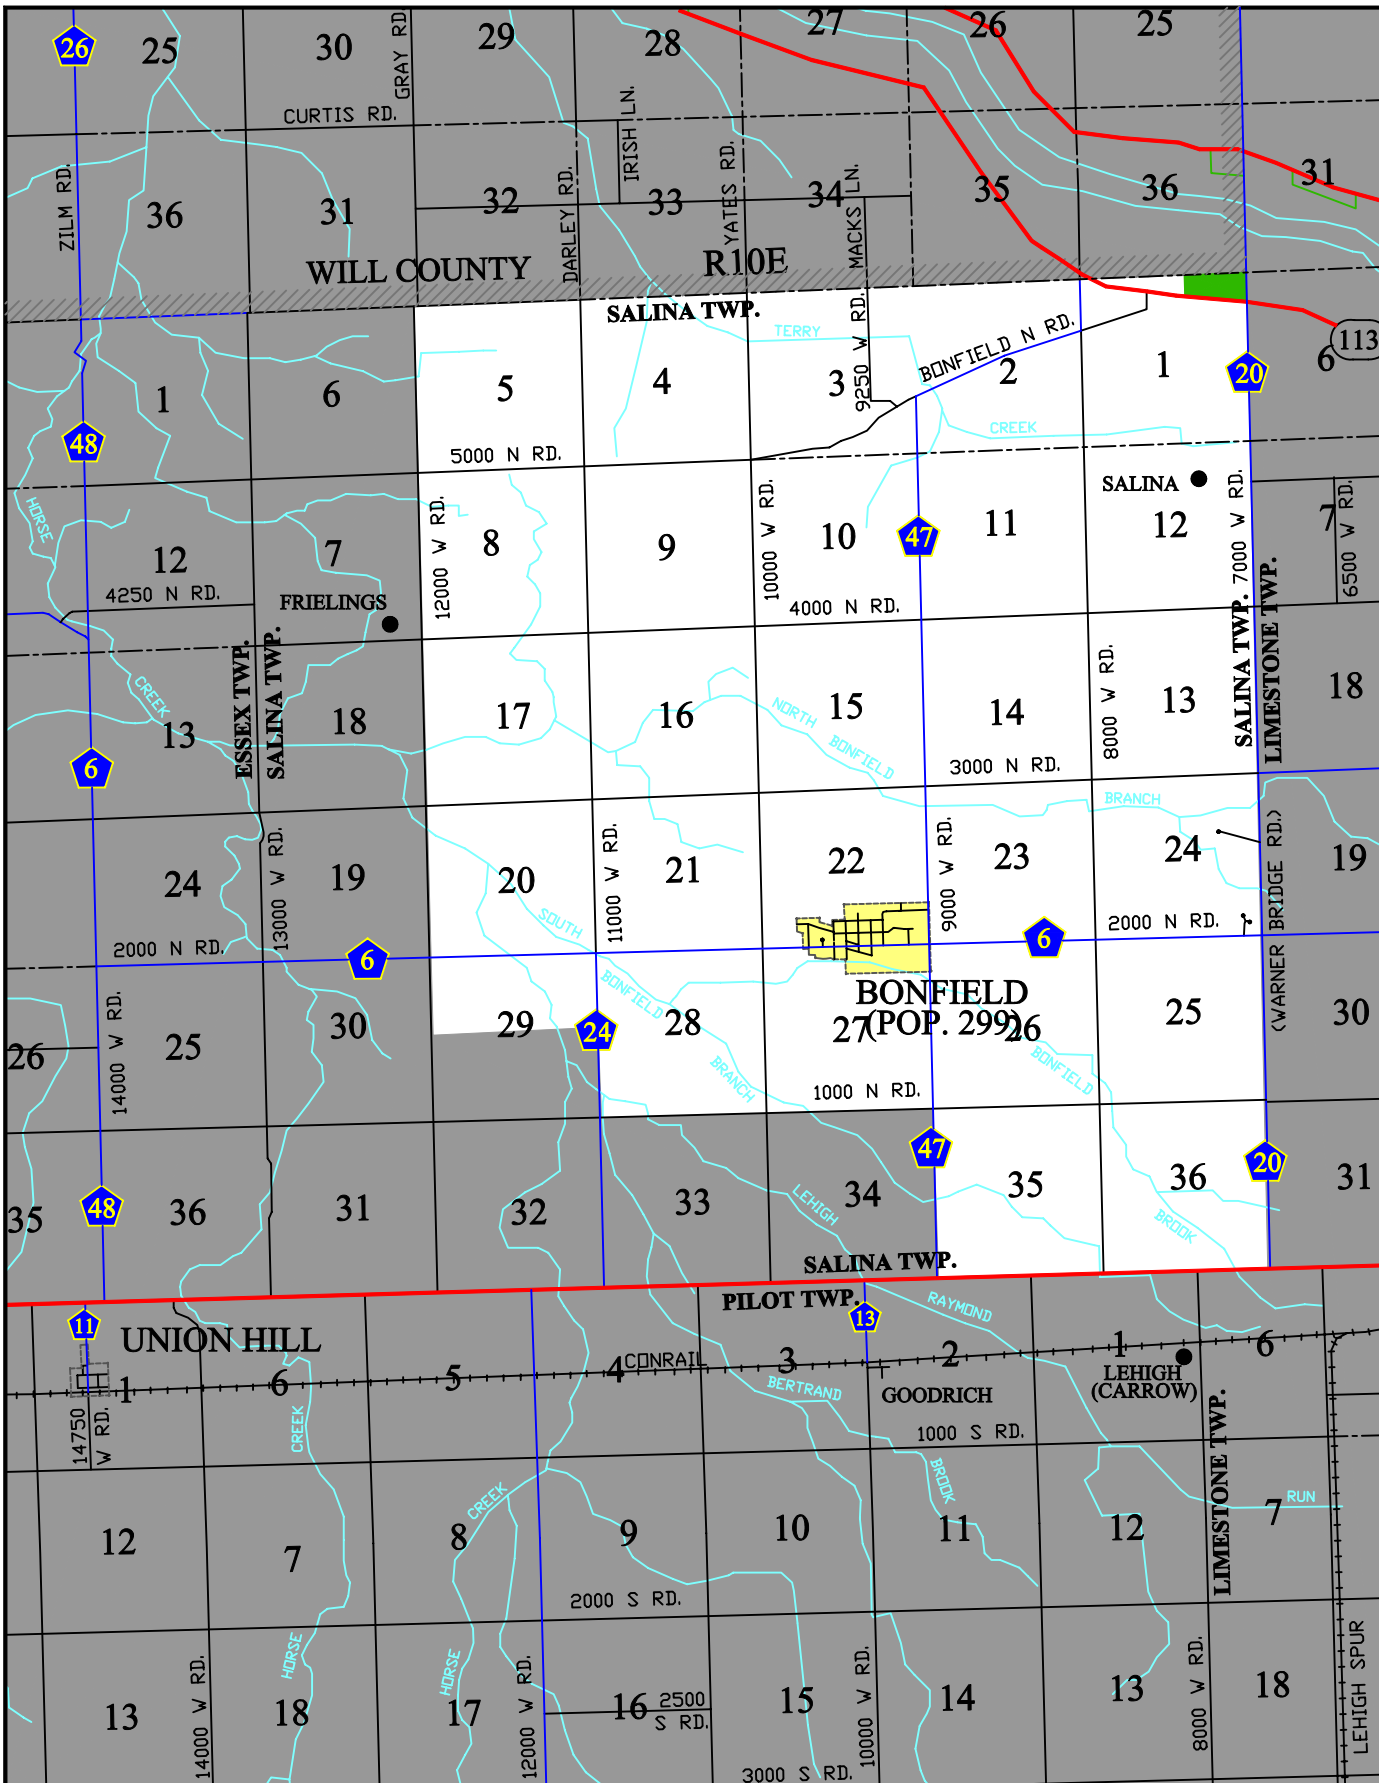 26
25
30
GRAY RD
29
28
27
26
25
CURTIS RD.
IRISH LN.
ZILM RD.
36
31
32
DARLEY RD.
33
YATES RD.
34
MACKS LN.
35
36
31
WILL COUNTY
R10E
SALINA TWP.
TERRY
9250 W RD.
BONFIELD N RD.
113
1
6
5
4
3
2
1
20
6
48
5000 N RD.
CREEK
HORSE
12000 W RD.
10000 W RD.
SALINA
7000 W RD.
6500 W RD.
12
7
8
9
10
47
11
12
7
4250 N RD.
FRIELINGS
4000 N RD.
ESSEX TWP.
SALINA TWP.
SALINA TWP.
LIMESTONE TWP.
CREEK
13
18
17
16
15
14
8000 W RD.
13
18
NORTH
BONFIELD
6
3000 N RD.
BRANCH
13000 W RD.
11000 W RD.
9000 W RD.
(WARNER BRIDGE RD.)
24
19
20
21
22
23
24
19
2000 N RD.
6
SOUTH
6
2000 N RD.
BONFIELD
BONFIELD
(POP. 299)
14000 W RD.
26
25
30
29
24
28
27
26
25
30
BRANCH
1000 N RD.
BONFIELD
47
20
35
48
36
31
32
33
34
35
36
31
LEHIGH
BROOK
SALINA TWP.
PILOT TWP.
RAYMOND
11
UNION HILL
13
1
6
5
4
CONRAIL
3
2
1
6
BERTRAND
GOODRICH
LEHIGH
(CARROW)
14750
W RD.
CREEK
1000 S RD.
LIMESTONE TWP.
CREEK
BROOK
RUN
12
7
8
9
10
11
12
7
2000 S RD.
HORSE
HORSE
14000 W RD.
12000 W RD.
10000 W RD.
8000 W RD.
LEHIGH SPUR
13
18
17
16
2500
S RD.
15
14
13
18
3000 S RD.